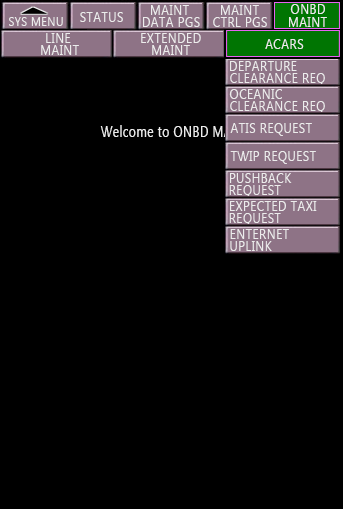 SYS MENU
STATUS
MAINT
DATA PGS
MAINT
CTRL PGS
ONBD
MAINT
LINE
MAINT
EXTENDED
MAINT
ACARS
DEPARTURE
CLEARANCE REQ
OCEANIC
CLEARANCE REQ
Welcome to ONBD M
ATIS REQUEST
TWIP REQUEST
PUSHBACK
REQUEST
EXPECTED TAXI
REQUEST
ENTERNET
UPLINK